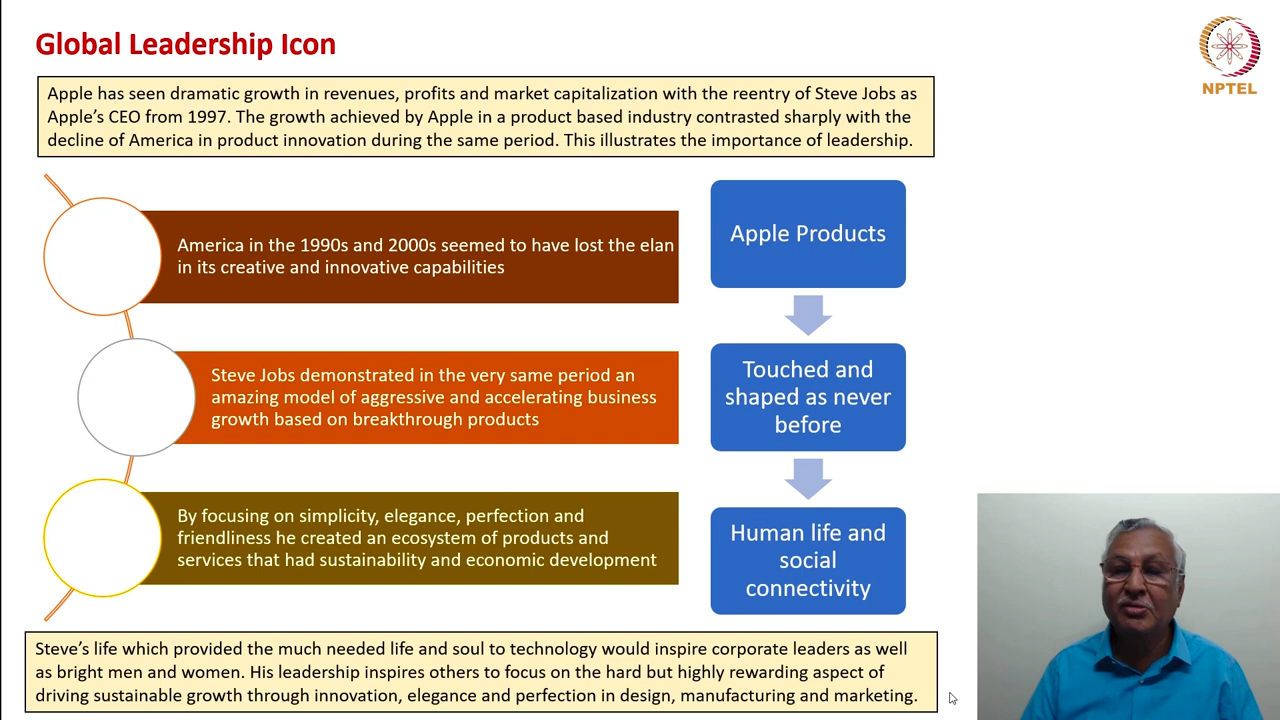 Global Leadership Icon
NPTEL
Apple has seen dramatic growth in revenues, profits and market capitalization with the reentry of Steve Jobs as
Apple's CEO from 1997. The growth achieved by Apple in a product based industry contrasted sharply with the
decline of America in product innovation during the same period. This illustrates the importance of leadership.
America in the 1990s and 2000s seemed to have lost the elan
in its creative and innovative capabilities
Steve Jobs demonstrated in the very same period an
amazing model of aggressive and accelerating business
growth based on breakthrough products
By focusing on simplicity, elegance, perfection and
friendliness he created an ecosystem of products and
services that had sustainability and economic development
Apple Products
Touched and
shaped as never
before
Human life and
social
connectivity
Steve's life which provided the much needed life and soul to technology would inspire corporate leaders as well
as bright men and women. His leadership inspires others to focus on the hard but highly rewarding aspect of
driving sustainable growth through innovation, elegance and perfection in design, manufacturing and marketing.